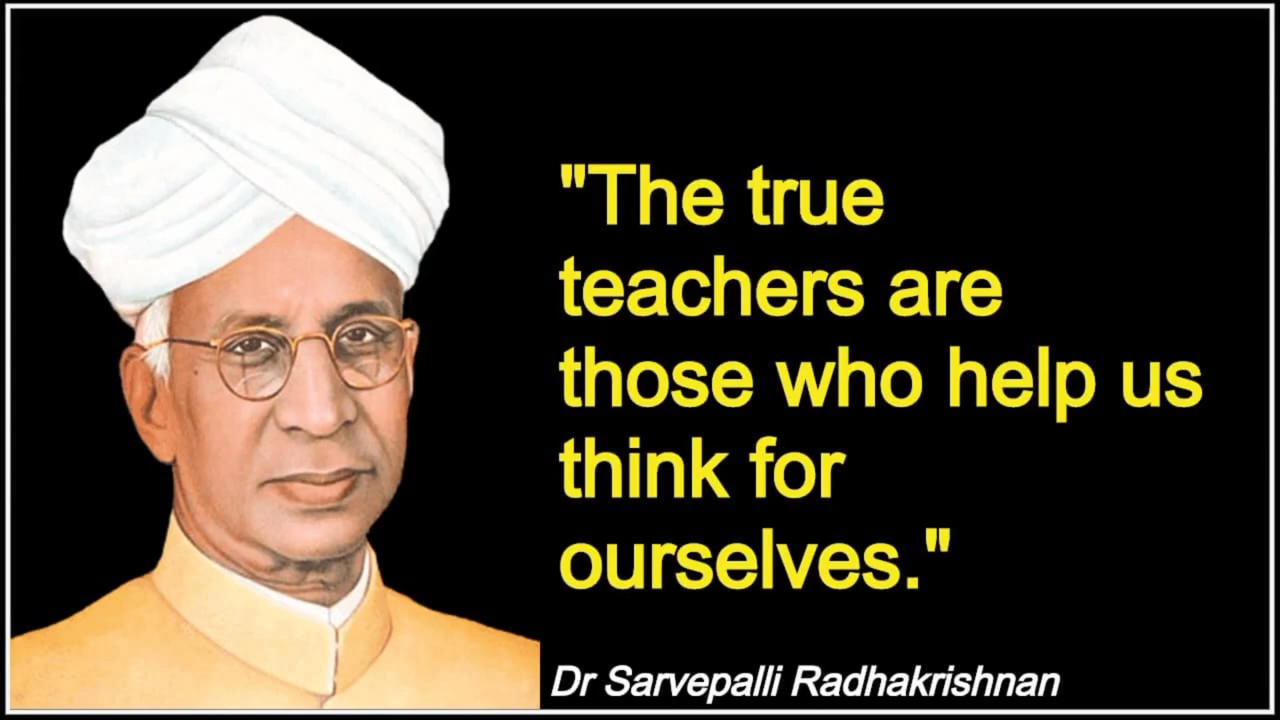 "The true
teachers are
those who help us
think for
ourselves."
Dr Sarvepalli Radhakrishnan